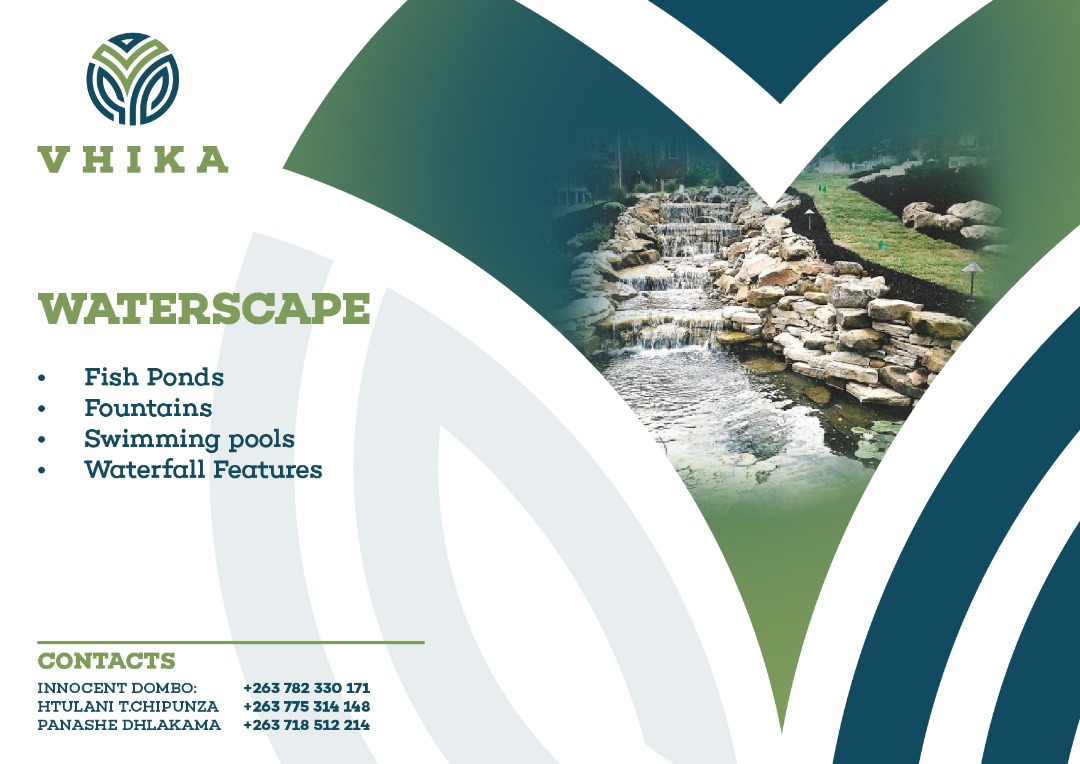 VHIKA
WATERSCAPE
• Fish Ponds
• Fountains
• Swimming pools
• Waterfall Features
CONTACTS
INNOCENT DOMBO: +263 782 330 171
HTULANI T.CHIPUNZA +263 775 314 148
PANASHE DHLAKAMA +263 718 512 214